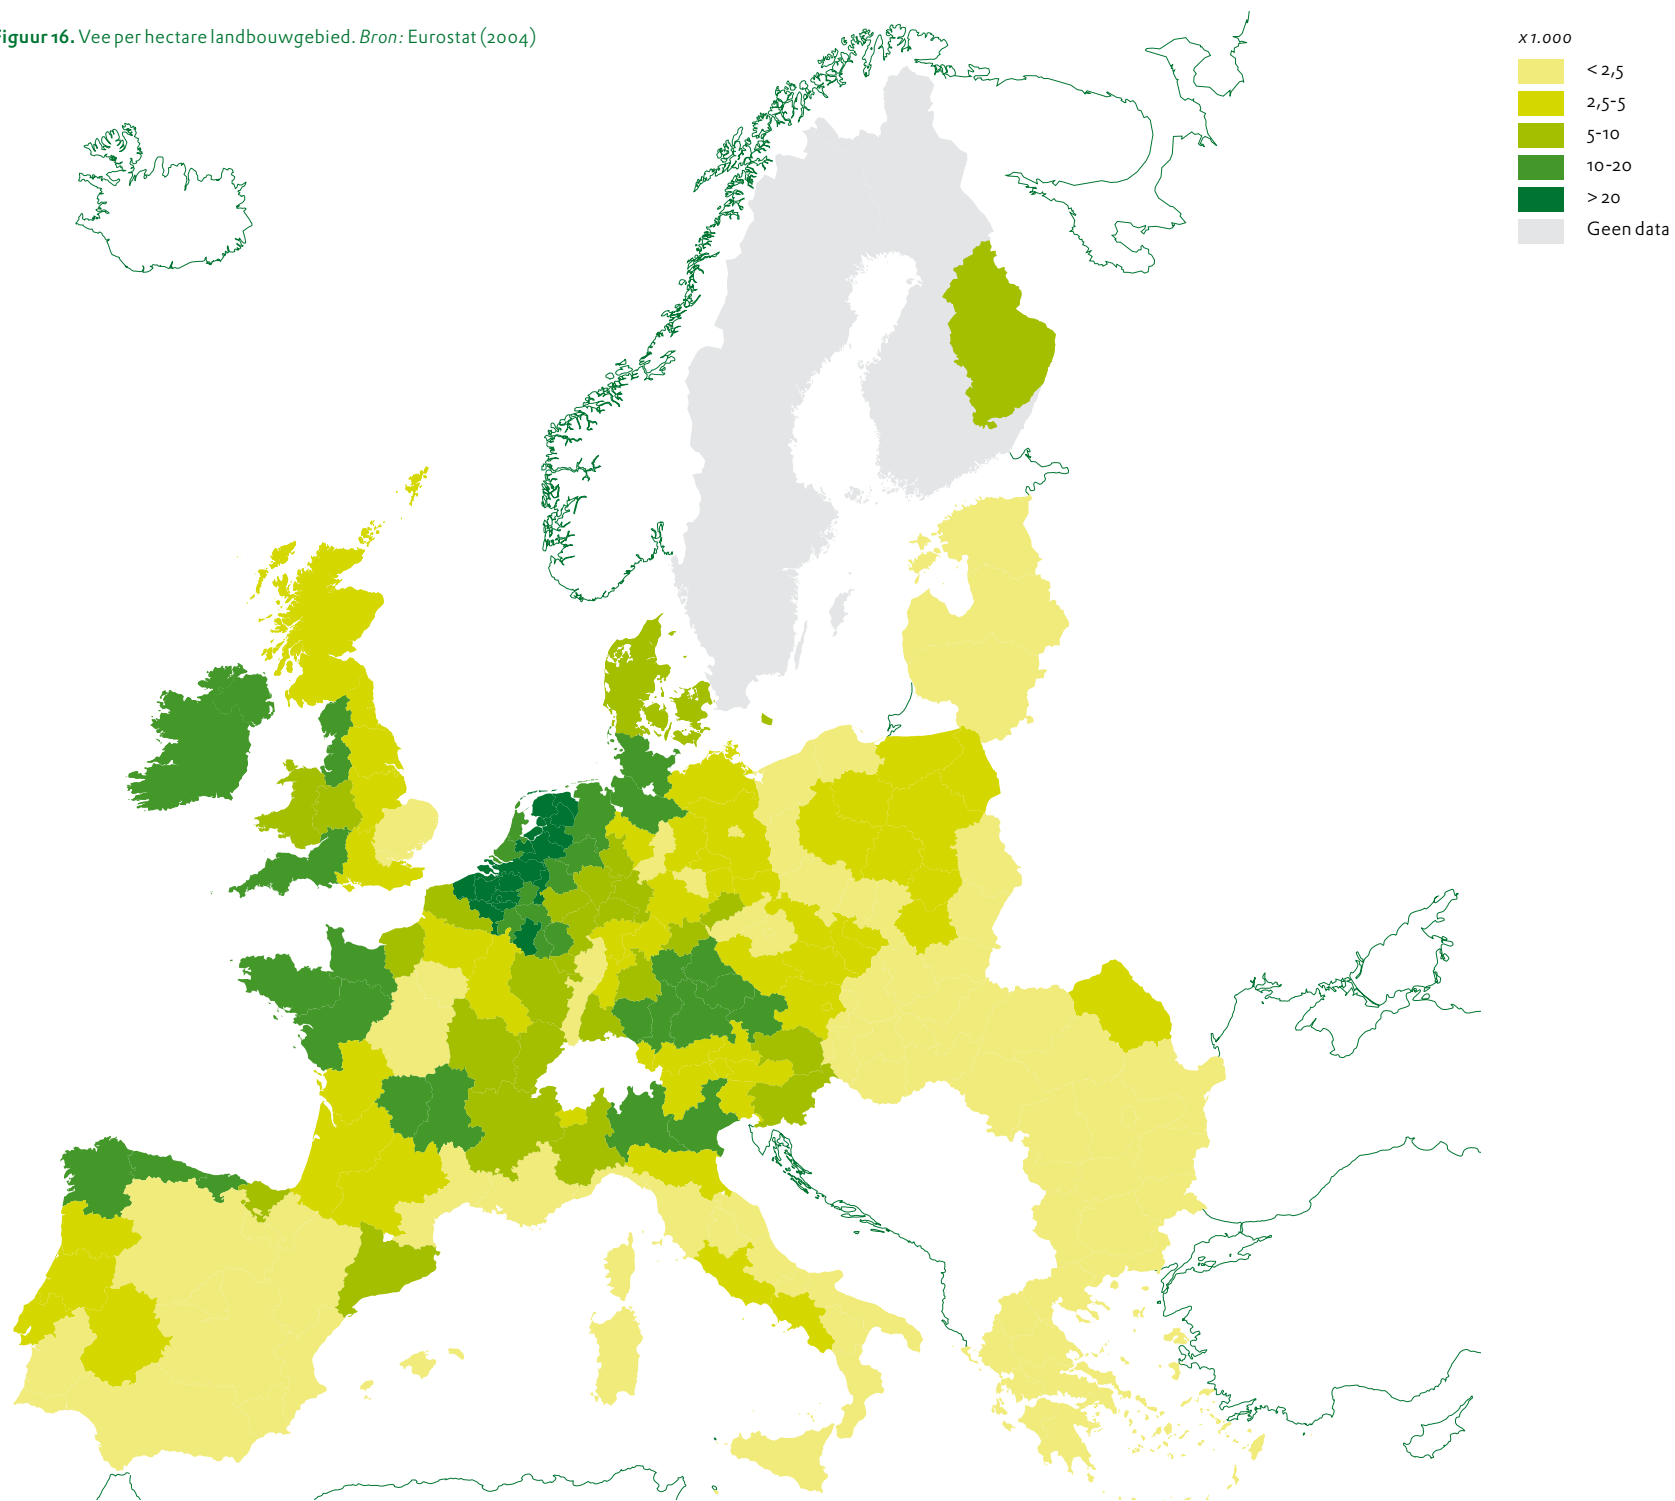 Figuur 16. Vee per hectare landbouwgebied. Bron: Eurostat (2004)
x 1.000
< 2,5
2,5-5
5-10
10-20
> 20
Geen data